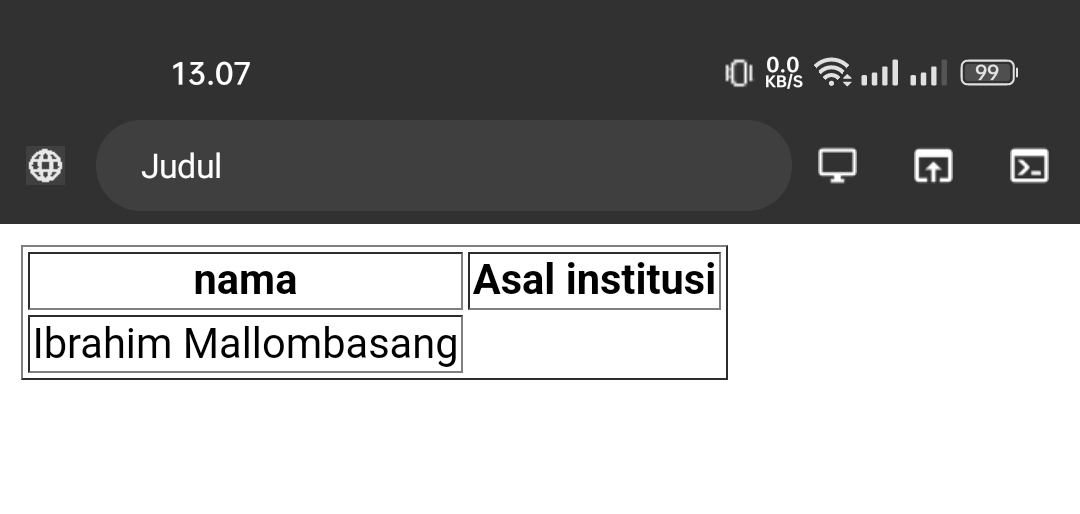 13.07
0.0
KB/S
99
Judul
nama Asal institusi
Ibrahim Mallombasang